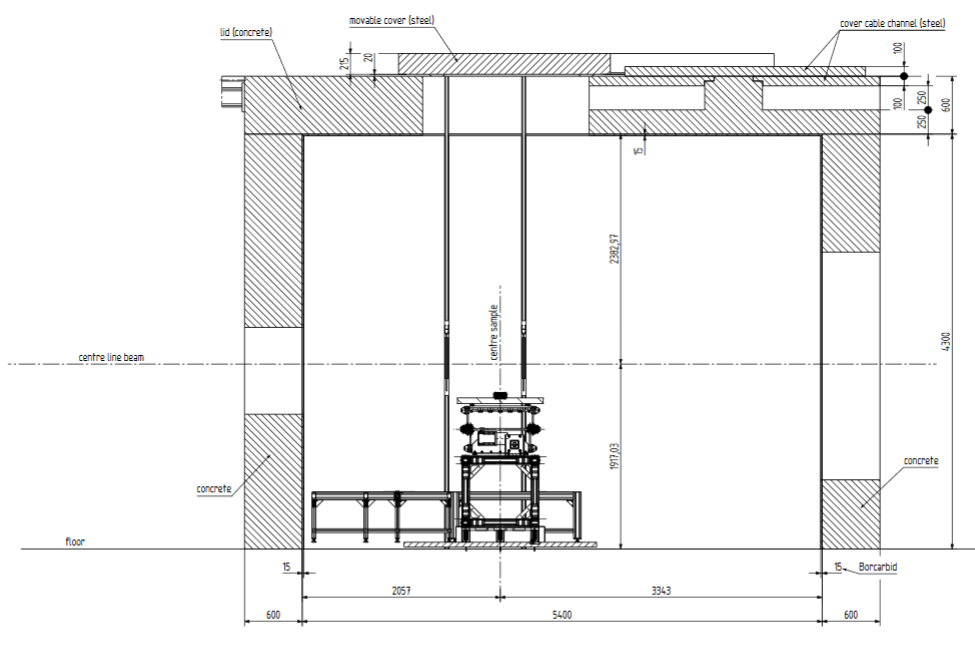 movable cover (steel)
cover cable channel (steel)
lid (concrete)
215
20
100
100
250
250
600
15
2382,97
centre sample
centre line beam
4300
1917,03
concrete
concrete
floor
15
15
Borcarbid
2057
3343
600
5400
600